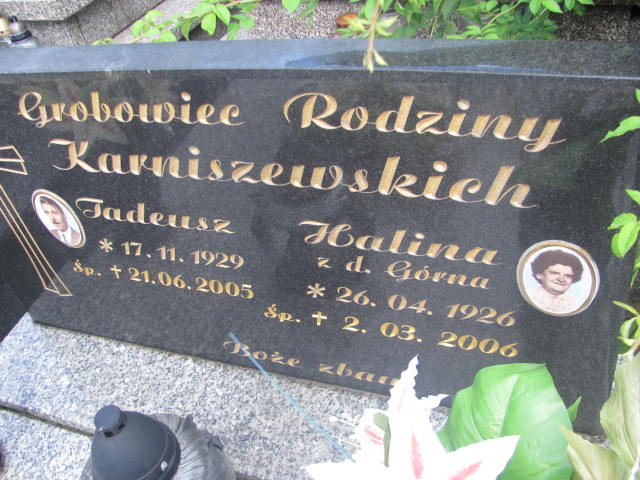 Grobowiec Rodziny
Karniszewskich
Tadeusz
* 17.11.1929
Śp. + 21.06.2005
Halina
z d. Górna
* 26.04.1926
Śp. + 2.03.2006
Boże zbaw